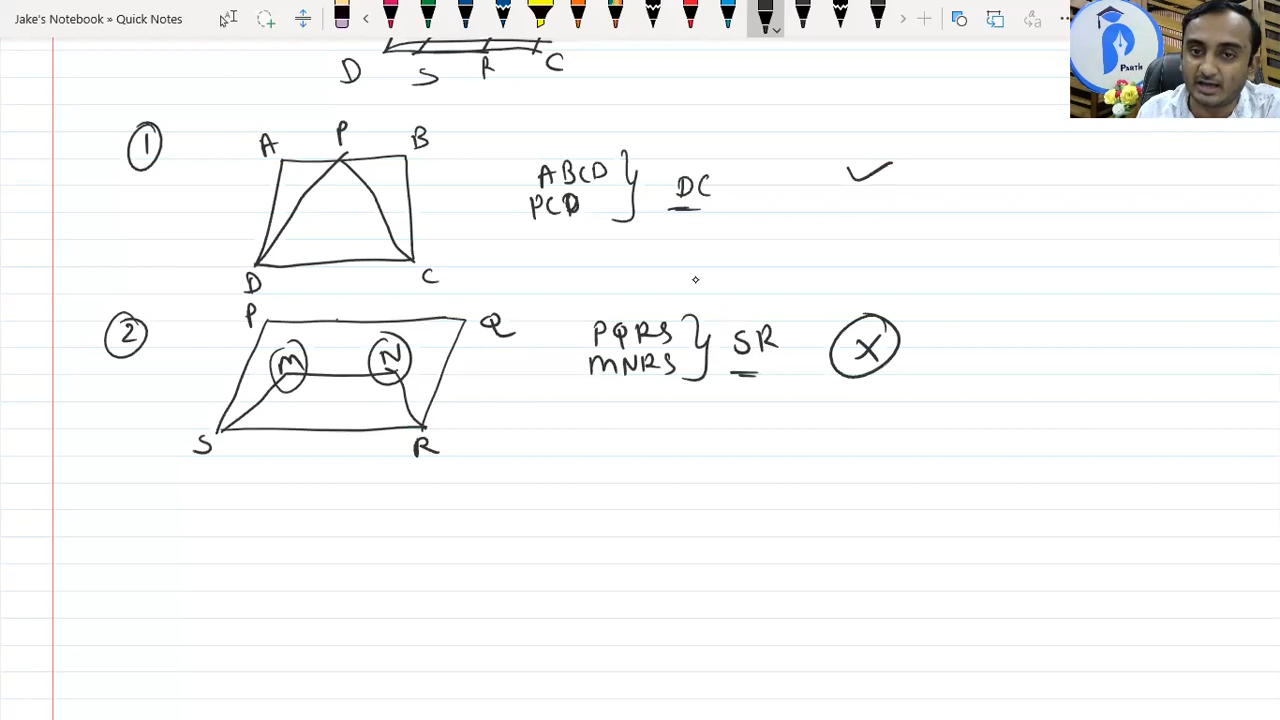 Jake's Notebook » Quick Notes
PARTH
D S R C
1
A P B
ABCD
PCD
DC
D C
2
P Q
M N
PQRS
MNRS
SR
X
S R